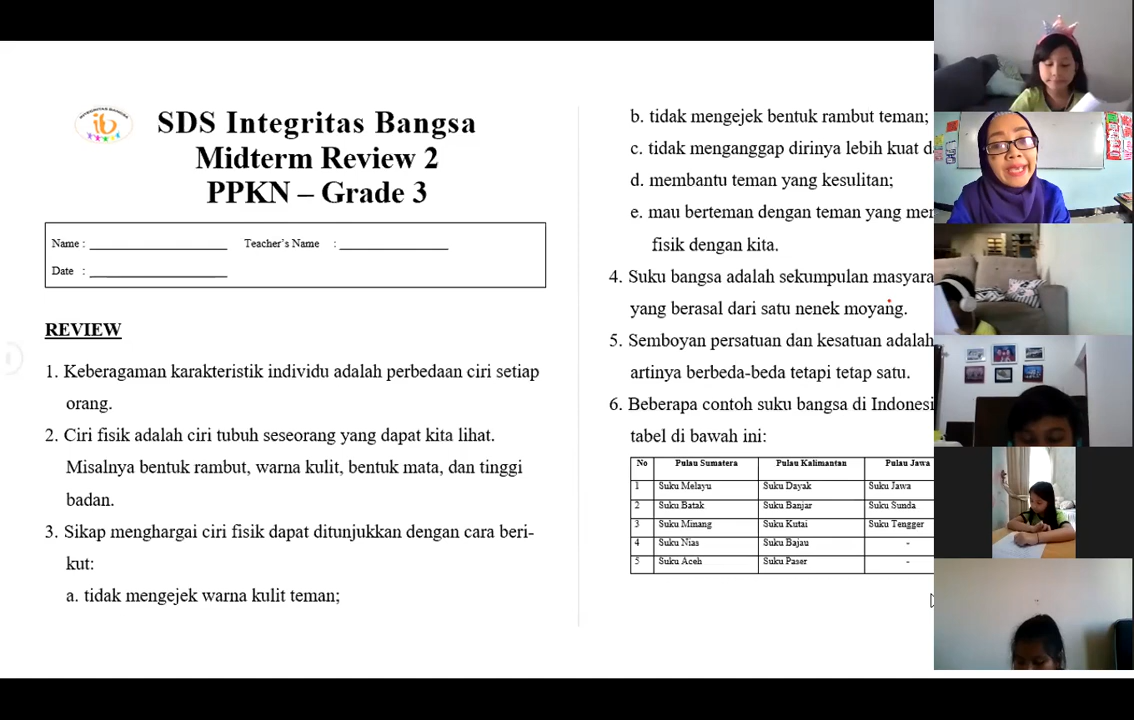 INTEGRITAS BANGSA
ib
SDS Integritas Bangsa
Midterm Review 2
PPKN – Grade 3
Name : Teacher's Name :
Date :
REVIEW
1. Keberagaman karakteristik individu adalah perbedaan ciri setiap
orang.
2. Ciri fisik adalah ciri tubuh seseorang yang dapat kita lihat.
Misalnya bentuk rambut, warna kulit, bentuk mata, dan tinggi
badan.
3. Sikap menghargai ciri fisik dapat ditunjukkan dengan cara beri-
kut:
a. tidak mengejek warna kulit teman;
b. tidak mengejek bentuk rambut teman;
c. tidak menganggap dirinya lebih kuat
d. membantu teman yang kesulitan;
e. mau berteman dengan teman yang
fisik dengan kita.
4. Suku bangsa adalah sekumpulan
yang berasal dari satu nenek moyang.
5. Semboyan persatuan dan kesatuan adalah
artinya berbeda-beda tetapi tetap satu.
6. Beberapa contoh suku bangsa di
tabel di bawah ini:
No Pulau Sumatera Pulau Kalimantan Pulau Jawa
1 Suku Melayu Suku Dayak Suku Jawa
2 Suku Batak Suku Banjar Suku Sunda
3 Suku Minang Suku Kutai Suku Tengger
4 Suku Nias Suku Bajau -
5 Suku Aceh Suku Paser -